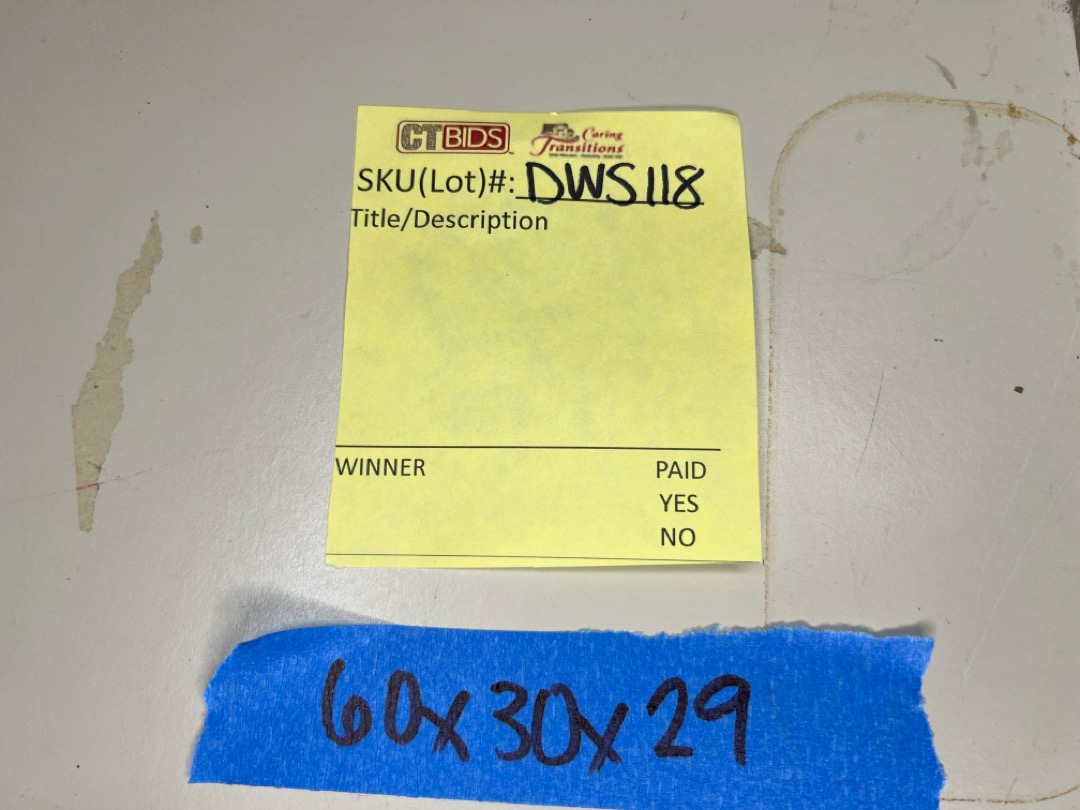 CTBIDS
Caring
Transitions
SKU(Lot)#: DWS118
Title/Description
WINNER PAID
YES
NO
60x30x29